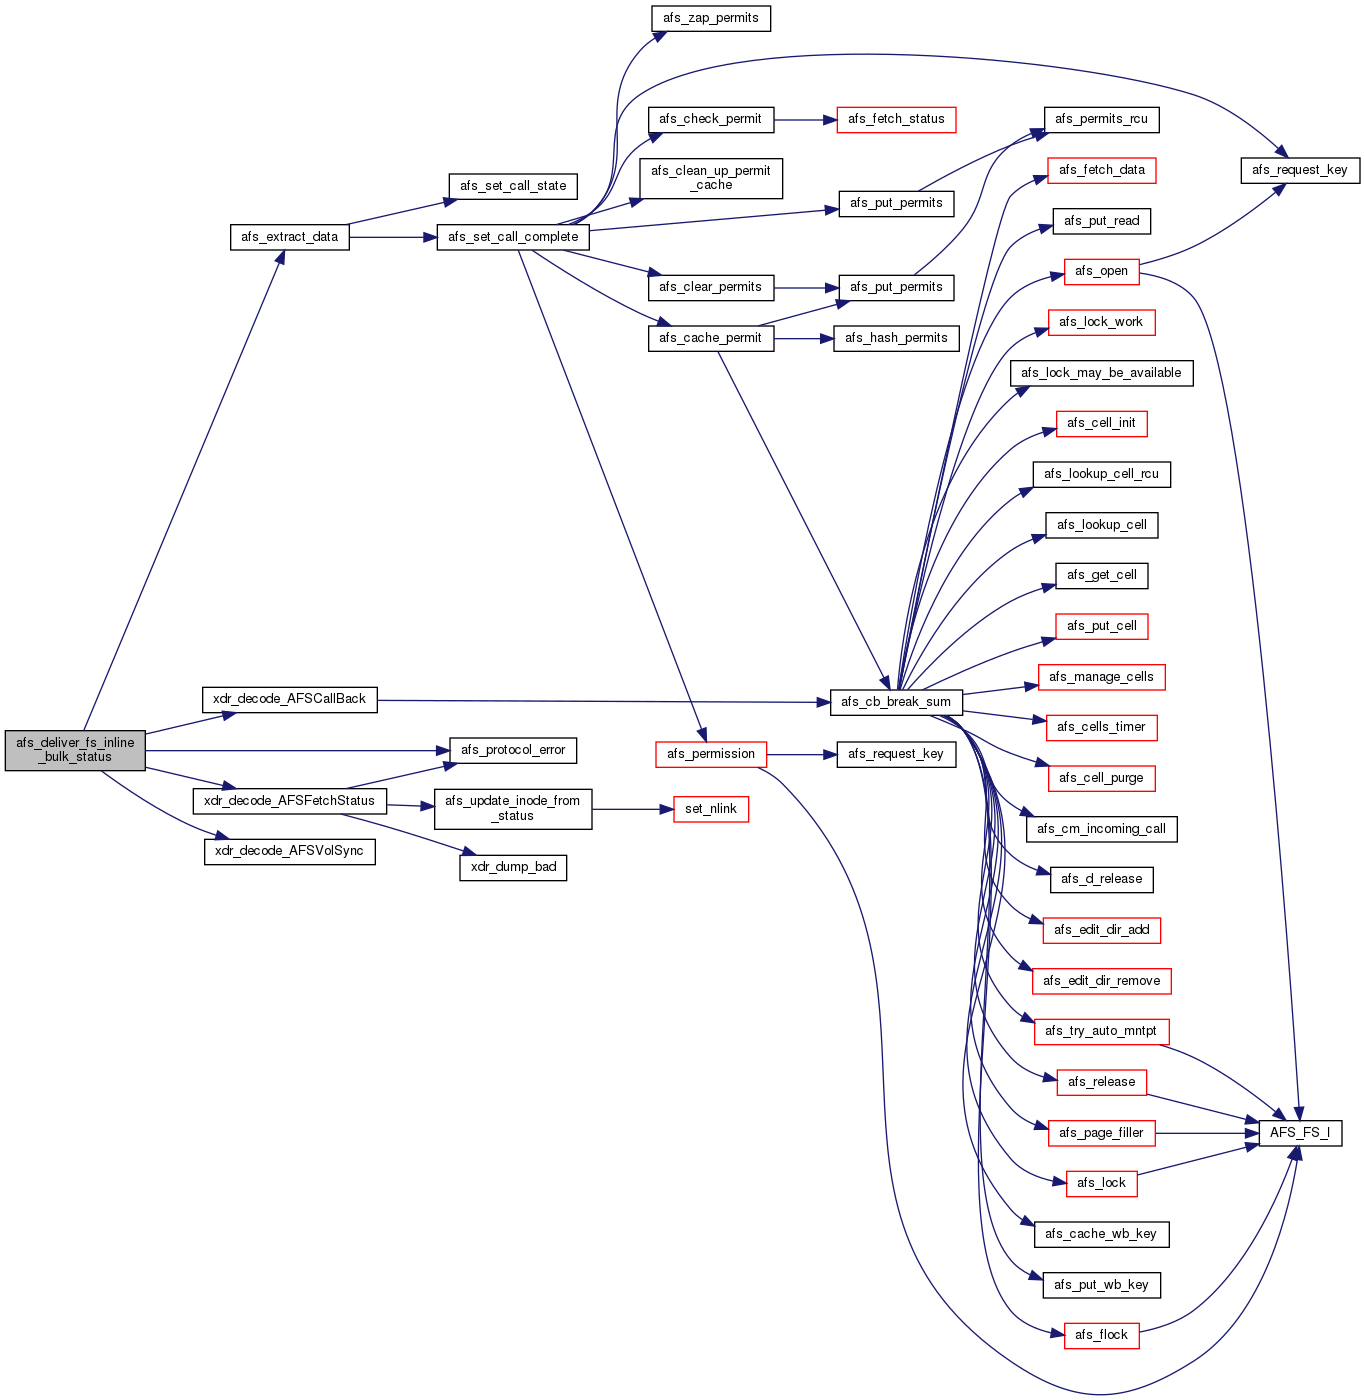 afs_zap_permits
afs_check_permit
afs_fetch_status
afs_permits_rcu
afs_clean_up_permit
_cache
afs_fetch_data
afs_request_key
afs_set_call_state
afs_put_permits
afs_put_read
afs_extract_data
afs_set_call_complete
afs_open
afs_clear_permits
afs_put_permits
afs_lock_work
afs_cache_permit
afs_hash_permits
afs_lock_may_be_available
afs_cell_init
afs_lookup_cell_rcu
afs_lookup_cell
afs_get_cell
afs_put_cell
afs_manage_cells
xdr_decode_AFSCallBack
afs_cb_break_sum
afs_cells_timer
afs_deliver_fs_inline
_bulk_status
afs_protocol_error
afs_permission
afs_request_key
afs_cell_purge
xdr_decode_AFSFetchStatus
afs_update_inode_from
_status
set_nlink
afs_cm_incoming_call
xdr_decode_AFSVolSync
xdr_dump_bad
afs_d_release
afs_edit_dir_add
afs_edit_dir_remove
afs_try_auto_mntpt
afs_release
afs_page_filler
AFS_FS_I
afs_lock
afs_cache_wb_key
afs_put_wb_key
afs_flock